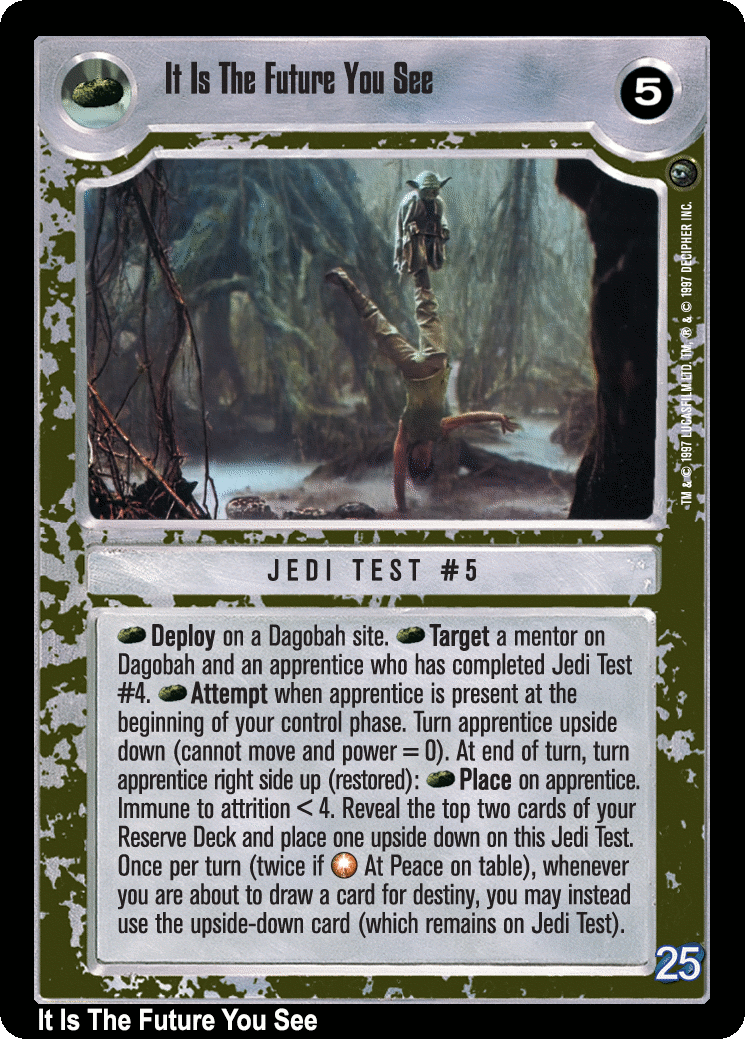 It Is The Future You See
5
TM & © 1997 LUCASFILM LTD. TM, ® & © 1997 DECIPHER INC.
JEDI TEST #5
Deploy on a Dagobah site. Target a mentor on
Dagobah and an apprentice who has completed Jedi Test
#4. Attempt when apprentice is present at the
beginning of your control phase. Turn apprentice upside
down (cannot move and power = 0). At end of turn, turn
apprentice right side up (restored): Place on apprentice.
Immune to attrition < 4. Reveal the top two cards of your
Reserve Deck and place one upside down on this Jedi Test.
Once per turn (twice if At Peace on table), whenever
you are about to draw a card for destiny, you may instead
use the upside-down card (which remains on Jedi Test).
25
It Is The Future You See